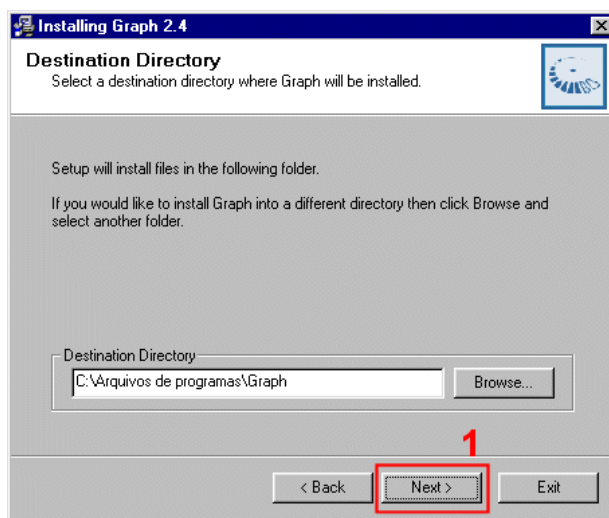 Installing Graph 2.4
Destination Directory
Select a destination directory where Graph will be installed.
Setup will install files in the following folder.
If you would like to install Graph into a different directory then click Browse and
select another folder.
Destination Directory
C:\Arquivos de programas\Graph
Browse...
1
< Back
Next >
Exit